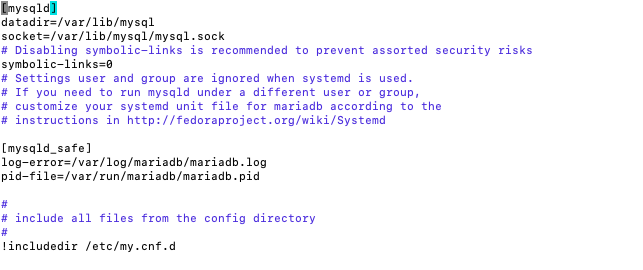 [mysqld]
datadir=/var/lib/mysql
socket=/var/lib/mysql/mysql.sock
# Disabling symbolic-links is recommended to prevent assorted security risks
symbolic-links=0
# Settings user and group are ignored when systemd is used.
# If you need to run mysqld under a different user or group,
# customize your systemd unit file for mariadb according to the
# instructions in http://fedoraproject.org/wiki/Systemd

[mysqld_safe]
log-error=/var/log/mariadb/mariadb.log
pid-file=/var/run/mariadb/mariadb.pid

#
# include all files from the config directory
#
!includedir /etc/my.cnf.d